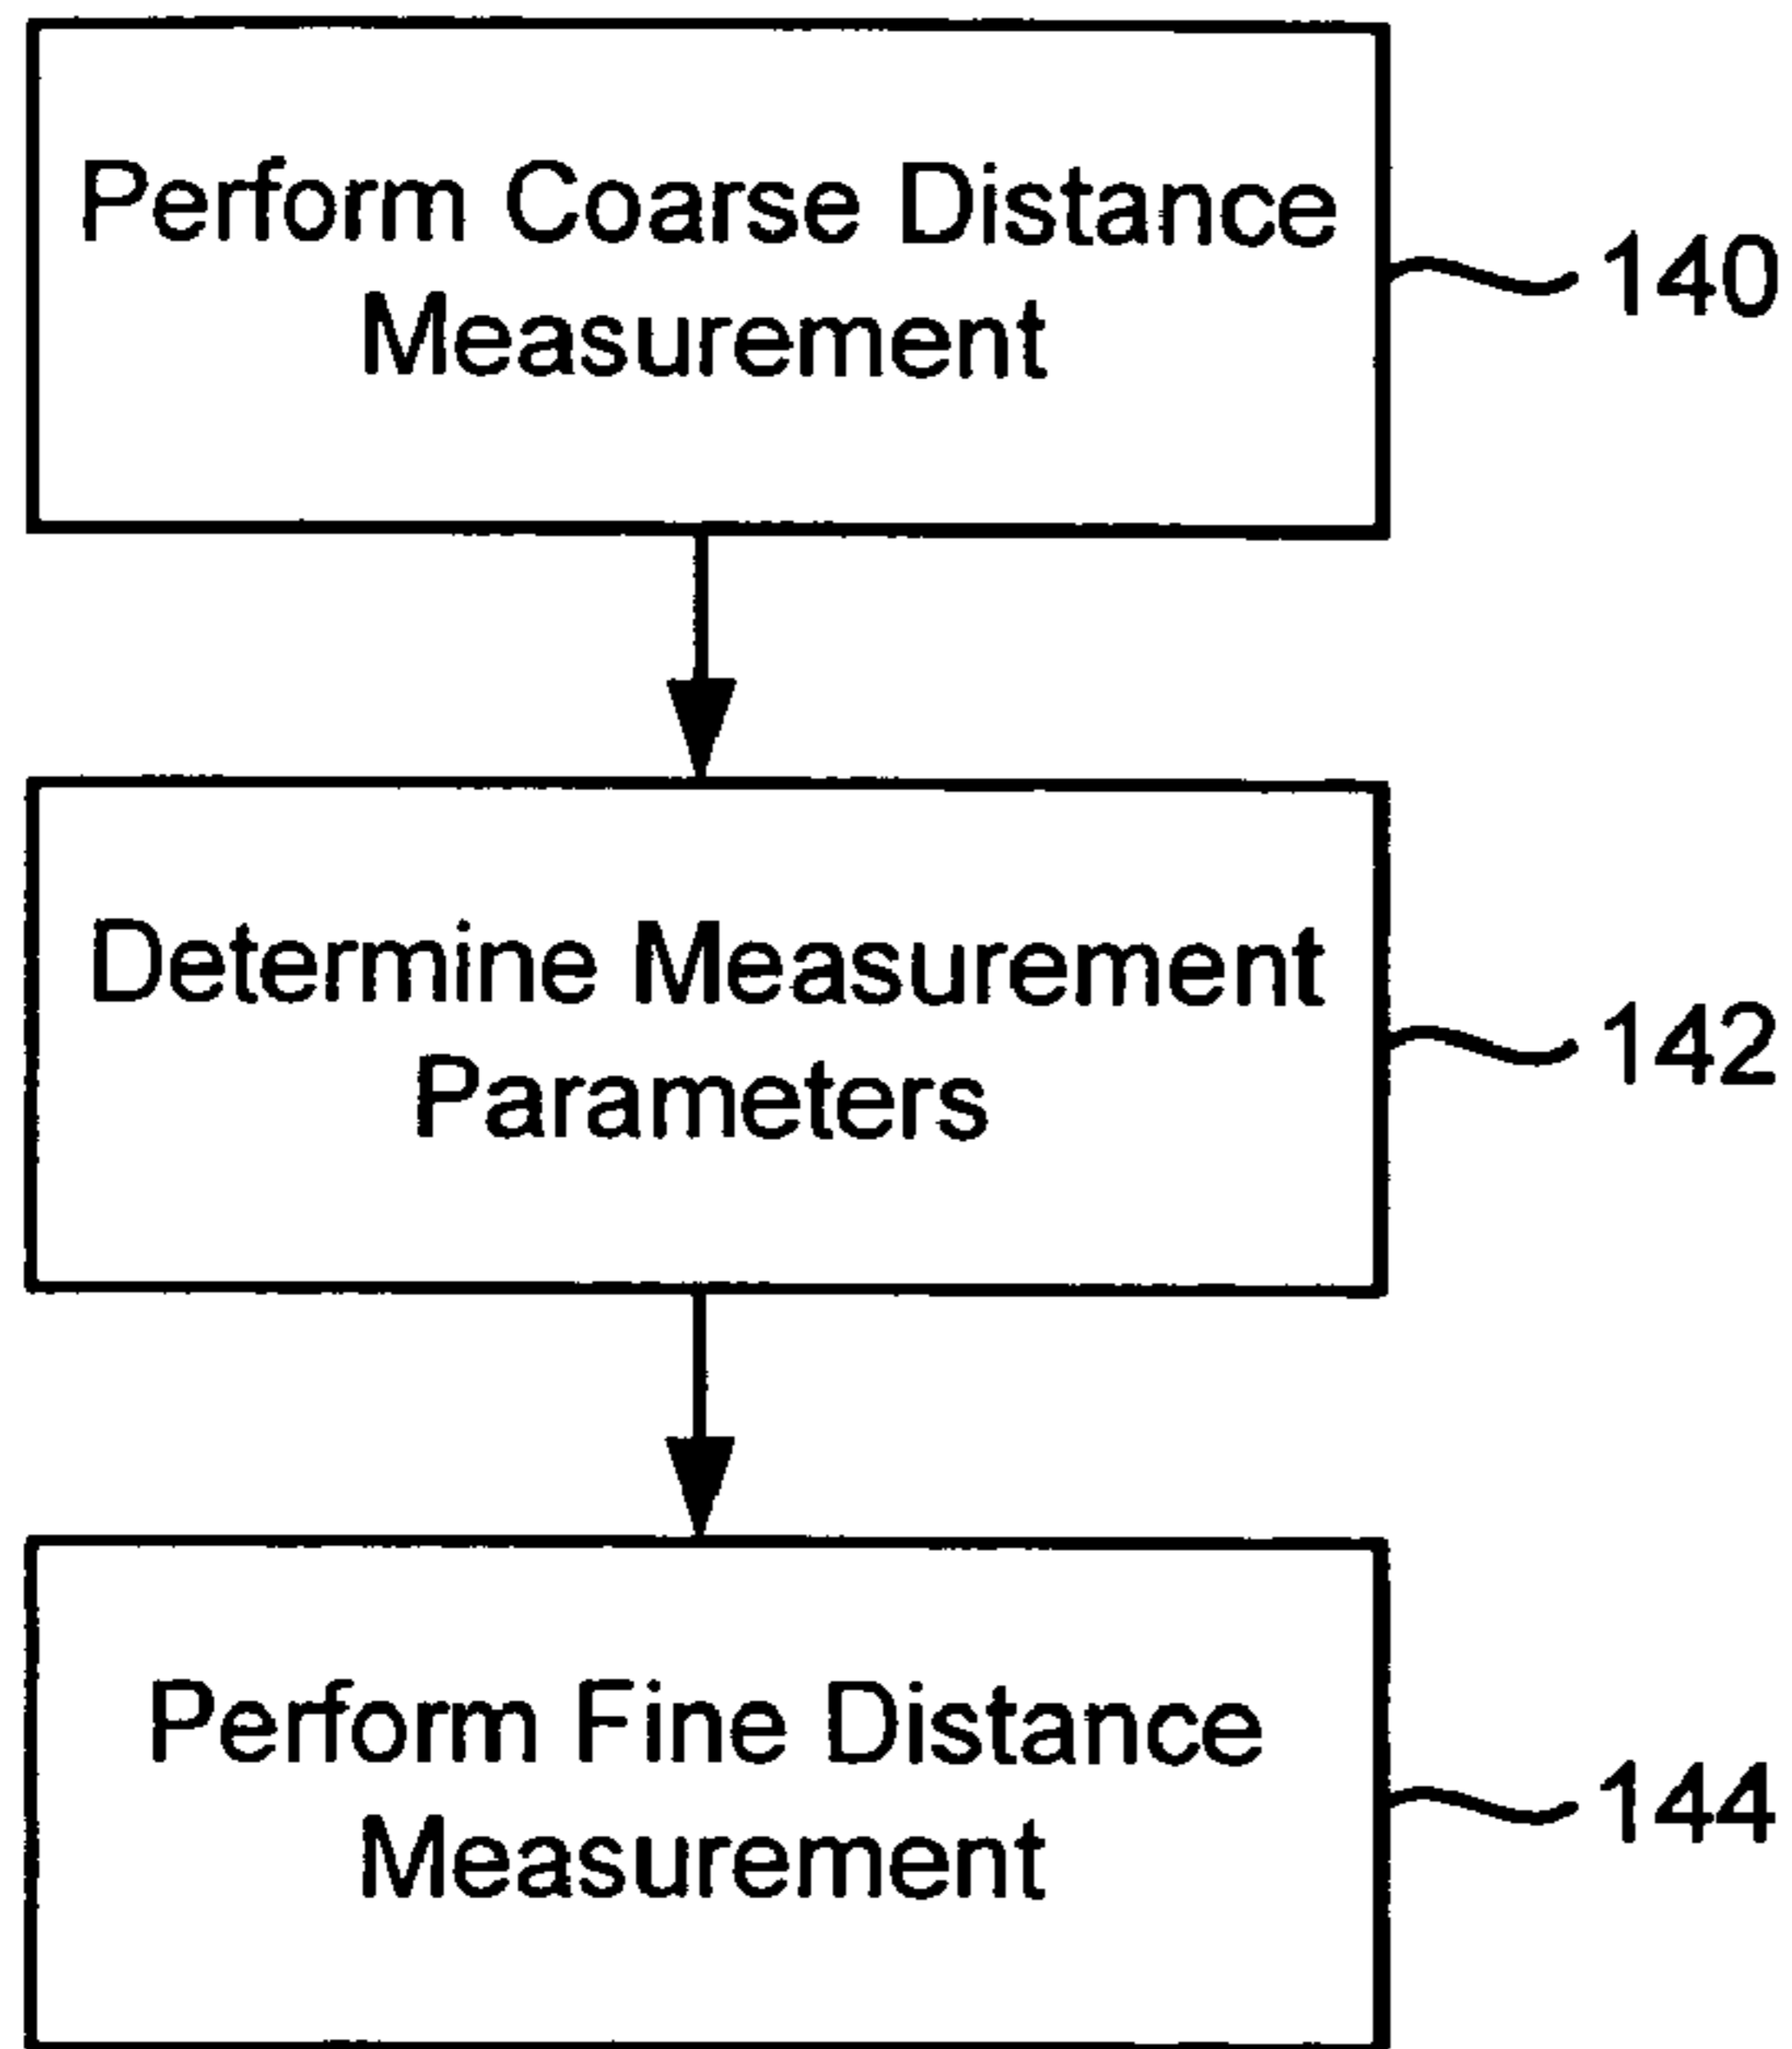 Perform Coarse Distance
Measurement
140
Determine Measurement
Parameters
142
Perform Fine Distance
Measurement
144